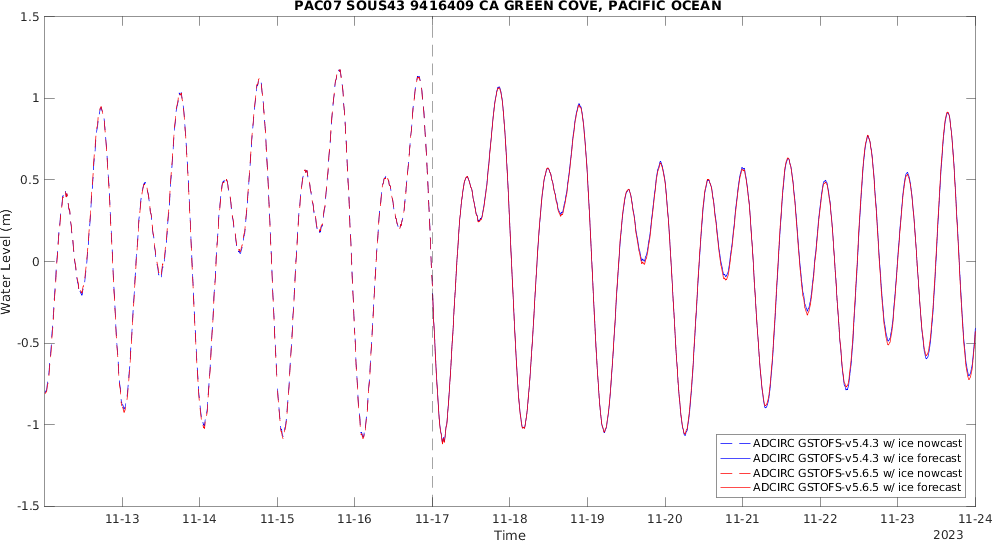 PAC07 SOUS43 9416409 CA GREEN COVE, PACIFIC OCEAN
1.5
1
0.5
0
-0.5
-1
-1.5
Water Level (m)
11-13 11-14 11-15 11-16 11-17 11-18 11-19 11-20 11-21 11-22 11-23 11-24
Time
2023
ADCIRC GSTOFS-v5.4.3 w/ ice nowcast
ADCIRC GSTOFS-v5.4.3 w/ ice forecast
ADCIRC GSTOFS-v5.6.5 w/ ice nowcast
ADCIRC GSTOFS-v5.6.5 w/ ice forecast